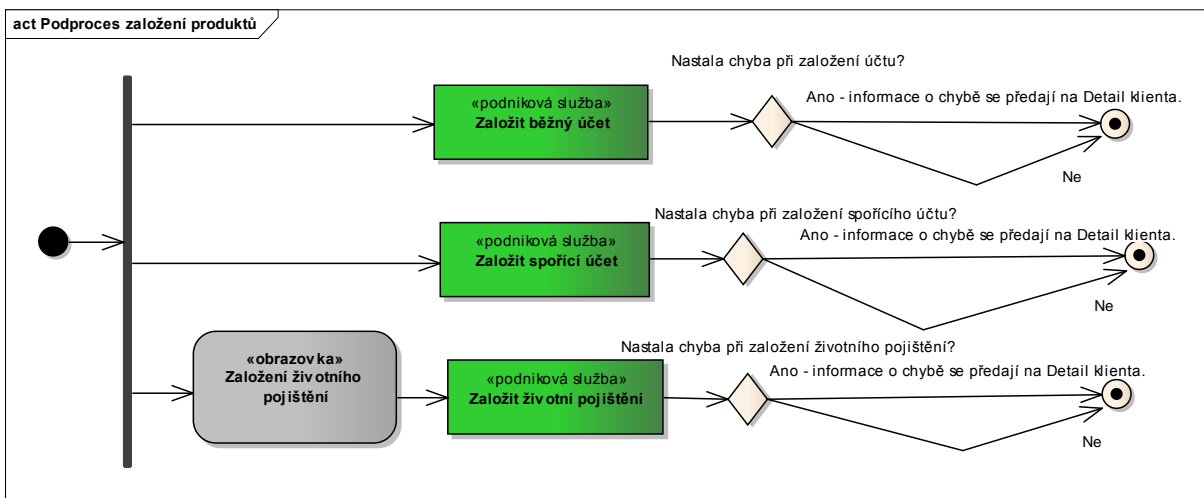 act Podproces založení produktů
Nastala chyba při založení účtu?
«podniková služba»
Založit běžný účet
Ano - informace o chybě se předají na Detail klienta.
Ne
Nastala chyba při založení spořícího účtu?
«podniková služba»
Založit spořící účet
Ano - informace o chybě se předají na Detail klienta.
Ne
Nastala chyba při založení životního pojištění?
«obrazovka»
Založení životního
pojištění
«podniková služba»
Založit životní pojištění
Ano - informace o chybě se předají na Detail klienta.
Ne